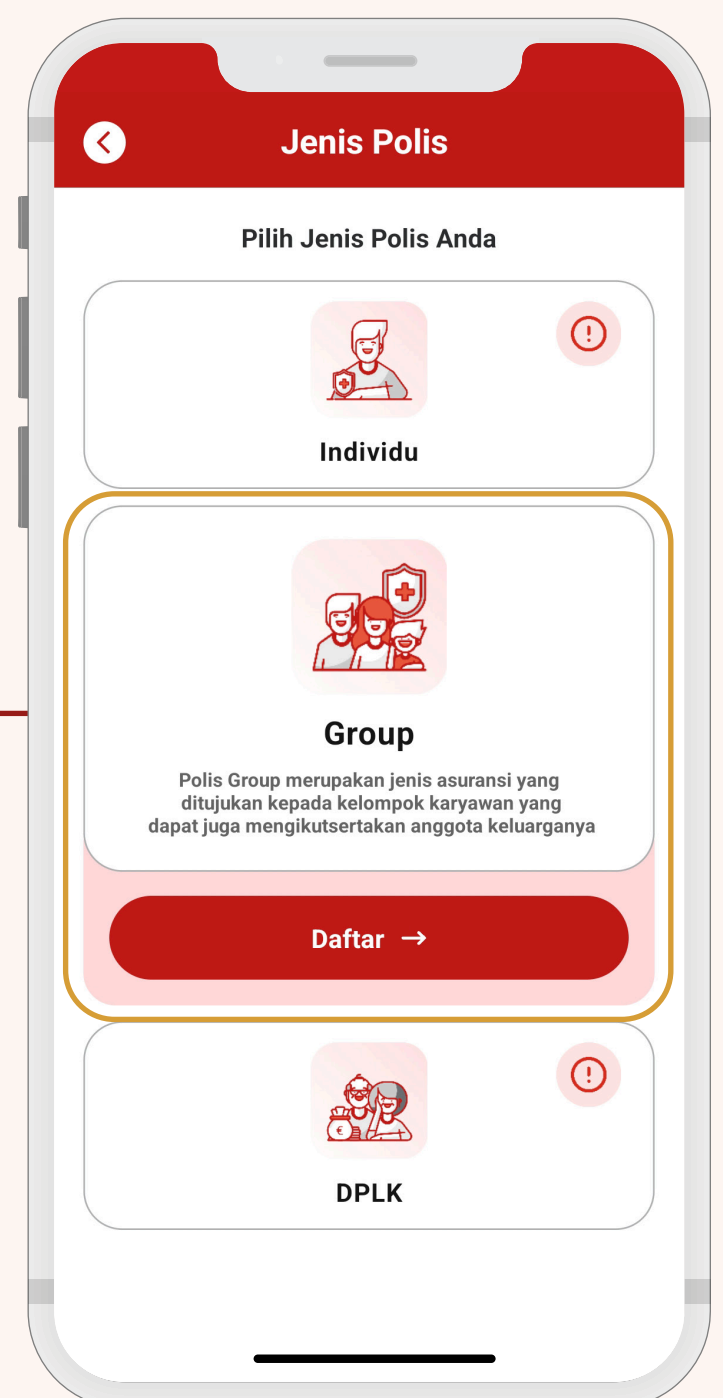 Jenis Polis
Pilih Jenis Polis Anda
Individu
Group
Polis Group merupakan jenis asuransi yang
ditujukan kepada kelompok karyawan yang
dapat juga mengikutsertakan anggota keluarganya
Daftar →
DPLK